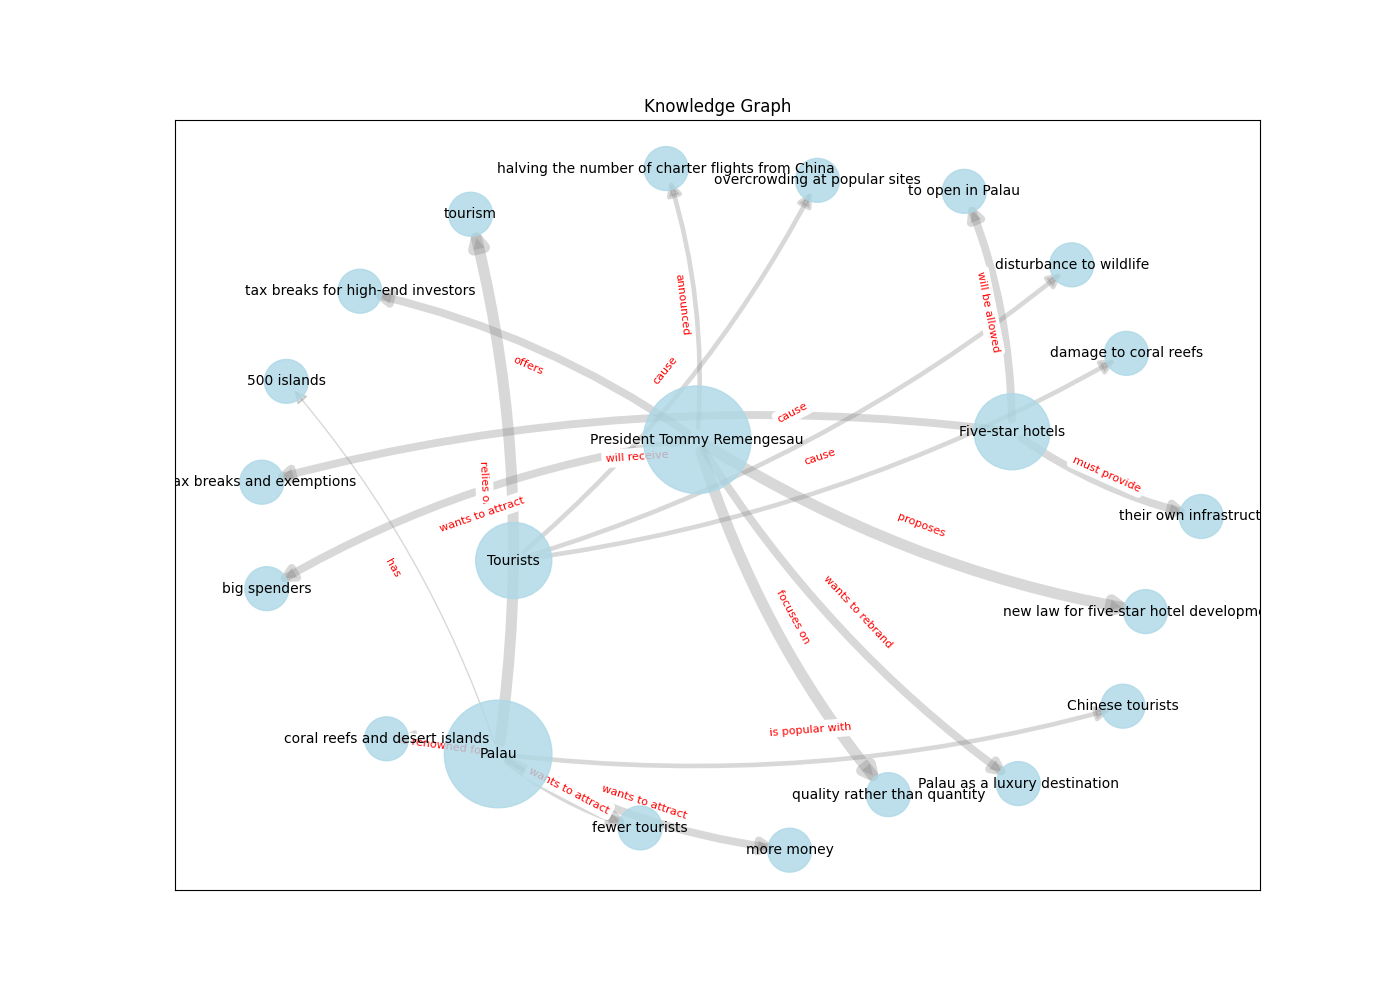 Knowledge Graph
halving the number of charter flights from China
overcrowding at popular sites
to open in Palau
tourism
disturbance to wildlife
tax breaks for high-end investors
announced
will be allowed
damage to coral reefs
offers
cause
500 islands
cause
President Tommy Remengesau
Five-star hotels
will receive
cause
must provide
ax breaks and exemptions
relies o
wants to attract
their own infrastruct
proposes
Tourists
has
big spenders
new law for five-star hotel developme
focuses on
wants to rebrand
Chinese tourists
is popular with
coral reefs and desert islands
renowned fo
Palau
wants to attract
wants to attract
Palau as a luxury destination
quality rather than quantity
fewer tourists
more money